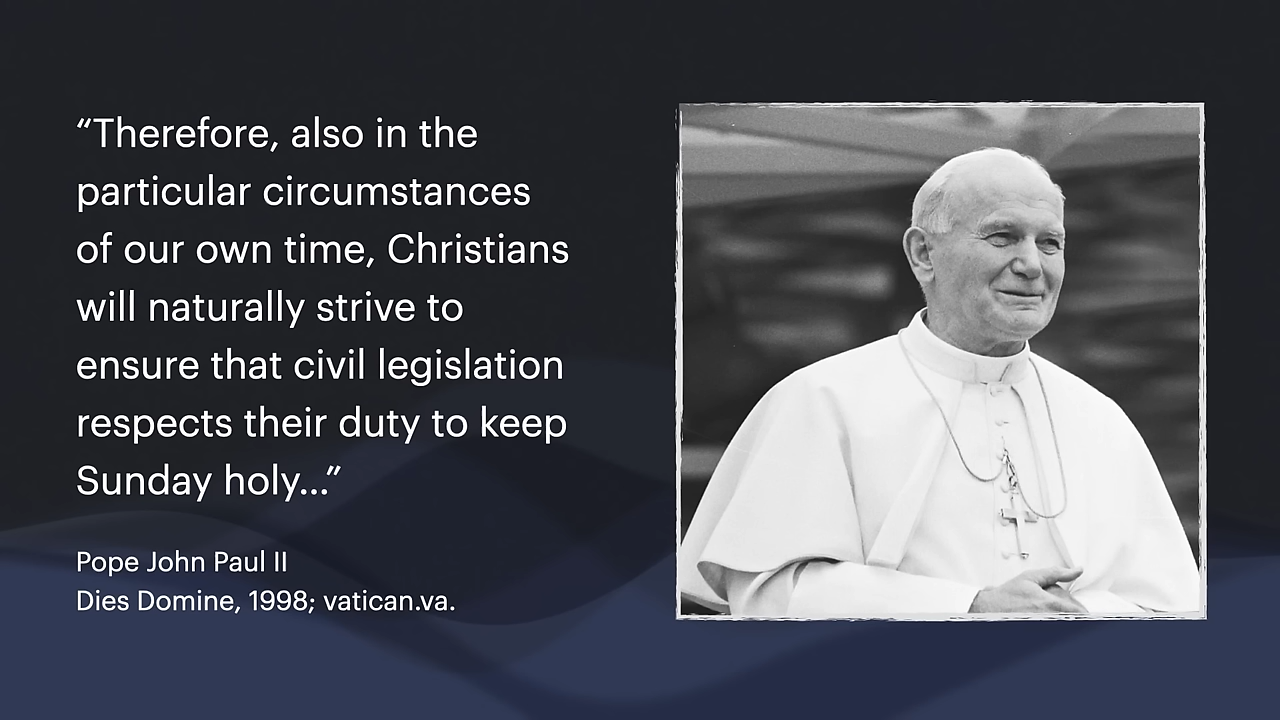 “Therefore, also in the
particular circumstances
of our own time, Christians
will naturally strive to
ensure that civil legislation
respects their duty to keep
Sunday holy...”
Pope John Paul II
Dies Domine, 1998; vatican.va.